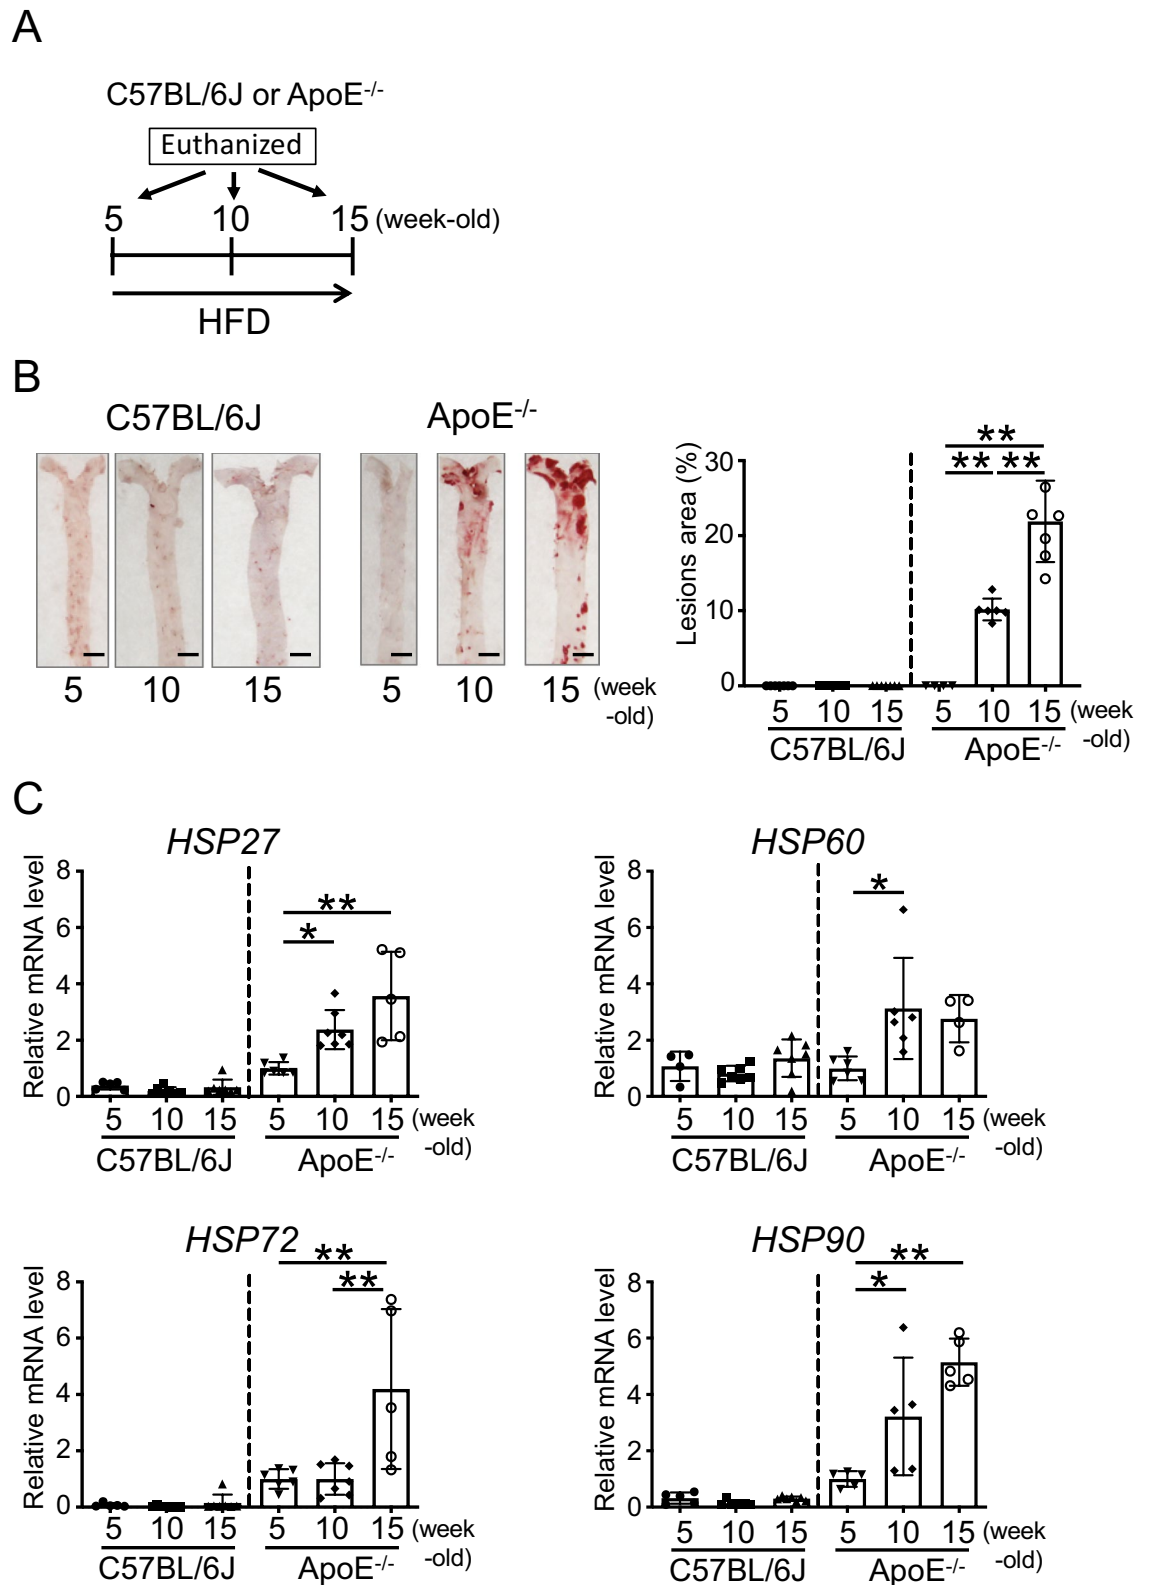 A
C57BL/6J or ApoE-/-
Euthanized
5 10 15 (week-old)
HFD
B
C57BL/6J ApoE-/-
5 10 15 5 10 15 (week
-old)
** 
** **
Lesions area (%)
30
20
10
0
5 10 15 5 10 15 (week
-old)
C57BL/6J ApoE-/-
C
HSP27
Relative mRNA level
8
6
4
2
0
**
*
5 10 15 5 10 15 (week
-old)
C57BL/6J ApoE-/-
HSP60
Relative mRNA level
8
6
4
2
0
*
5 10 15 5 10 15 (week
-old)
C57BL/6J ApoE-/-
HSP72
Relative mRNA level
8
6
4
2
0
**
**
5 10 15 5 10 15 (week
-old)
C57BL/6J ApoE-/-
HSP90
Relative mRNA level
8
6
4
2
0
**
*
5 10 15 5 10 15 (week
-old)
C57BL/6J ApoE-/-